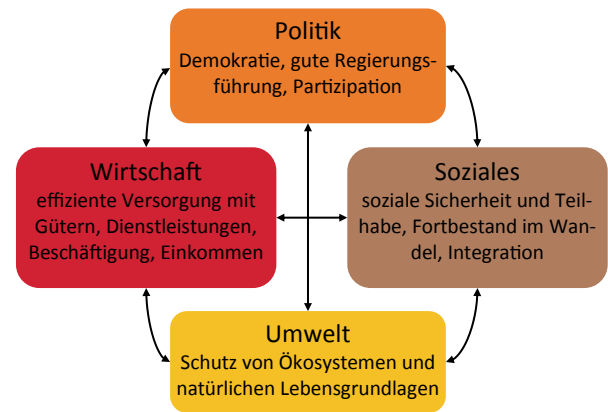 Politik
Demokratie, gute Regierungs-
führung, Partizipation
Wirtschaft
effiziente Versorgung mit
Gütern, Dienstleistungen,
Beschäftigung, Einkommen
Soziales
soziale Sicherheit und Teil-
habe, Fortbestand im Wan-
del, Integration
Umwelt
Schutz von Ökosystemen und
natürlichen Lebensgrundlagen